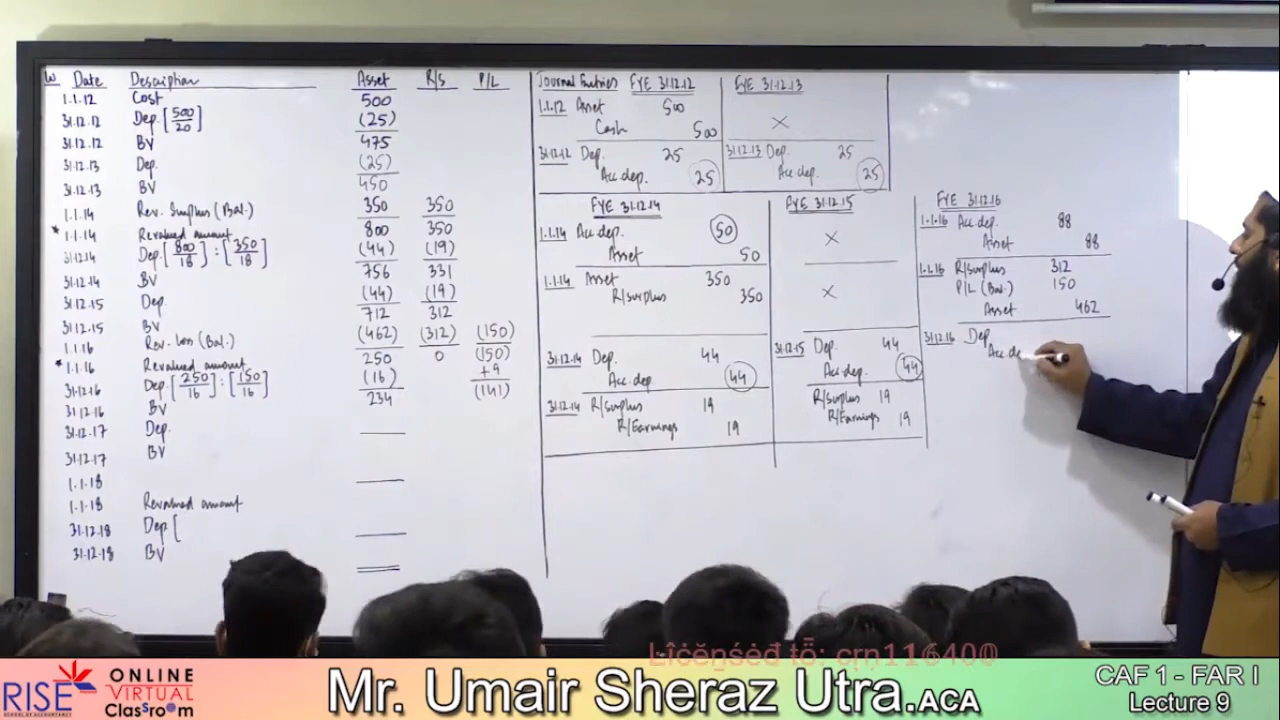 W Date Description Asset R/S P/L
1.1.12 Cost 500
31.12.12 Dep. [500/20] (25)
31.12.12 BV 475
31.12.13 Dep. (25)
31.12.13 BV 450
1.1.14 Rev. Surplus (Bal.) 350 350
* 1.1.14 Revalued amount 800 350
31.12.14 Dep [800/18] : [350/18] (44) (19)
31.12.14 BV 756 331
31.12.15 Dep. (44) (19)
31.12.15 BV 712 312
1.1.16 Rev. Loss (Bal.) (462) (312) (150)
* 1.1.16 Revalued amount 250 0 (150)
31.12.16 Dep. [250/16] : [150/16] (16) +9
31.12.16 BV 234 (141)
31.12.17 Dep.
31.12.17 BV
1.1.18
1.1.18 Revalued amount
31.12.18 Dep [
31.12.18 BV
Journal Entries FYE 31.12.12
1.1.12 Asset 500
Cash 500
31.12.12 Dep. 25
Acc.dep. 25
FYE 31.12.13
X
31.12.13 Dep. 25
Acc.dep. 25
FYE 31.12.14
1.1.14 Acc.dep. 50
Asset 50
1.1.14 Asset 350
R/surplus 350
31.12.14 Dep. 44
Acc.dep. 44
31.12.14 R/surplus 19
R/Earnings 19
FYE 31.12.15
X
X
31.12.15 Dep. 44
Acc.dep. 44
R/surplus 19
R/Earnings 19
FYE 31.12.16
1.1.16 Acc.dep. 88
Asset 88
1.1.16 R/surplus 312
P/L (Bal.) 150
Asset 462
31.12.16 Dep
Acc.de
Lïċëņṡėđ tȫ: cṛṇ116400
RISE
SCHOOL OF ACCOUNTANCY
ONLINE
VIRTUAL
ClassRoom
Mr. Umair Sheraz Utra.ACA
CAF 1 - FAR I
Lecture 9